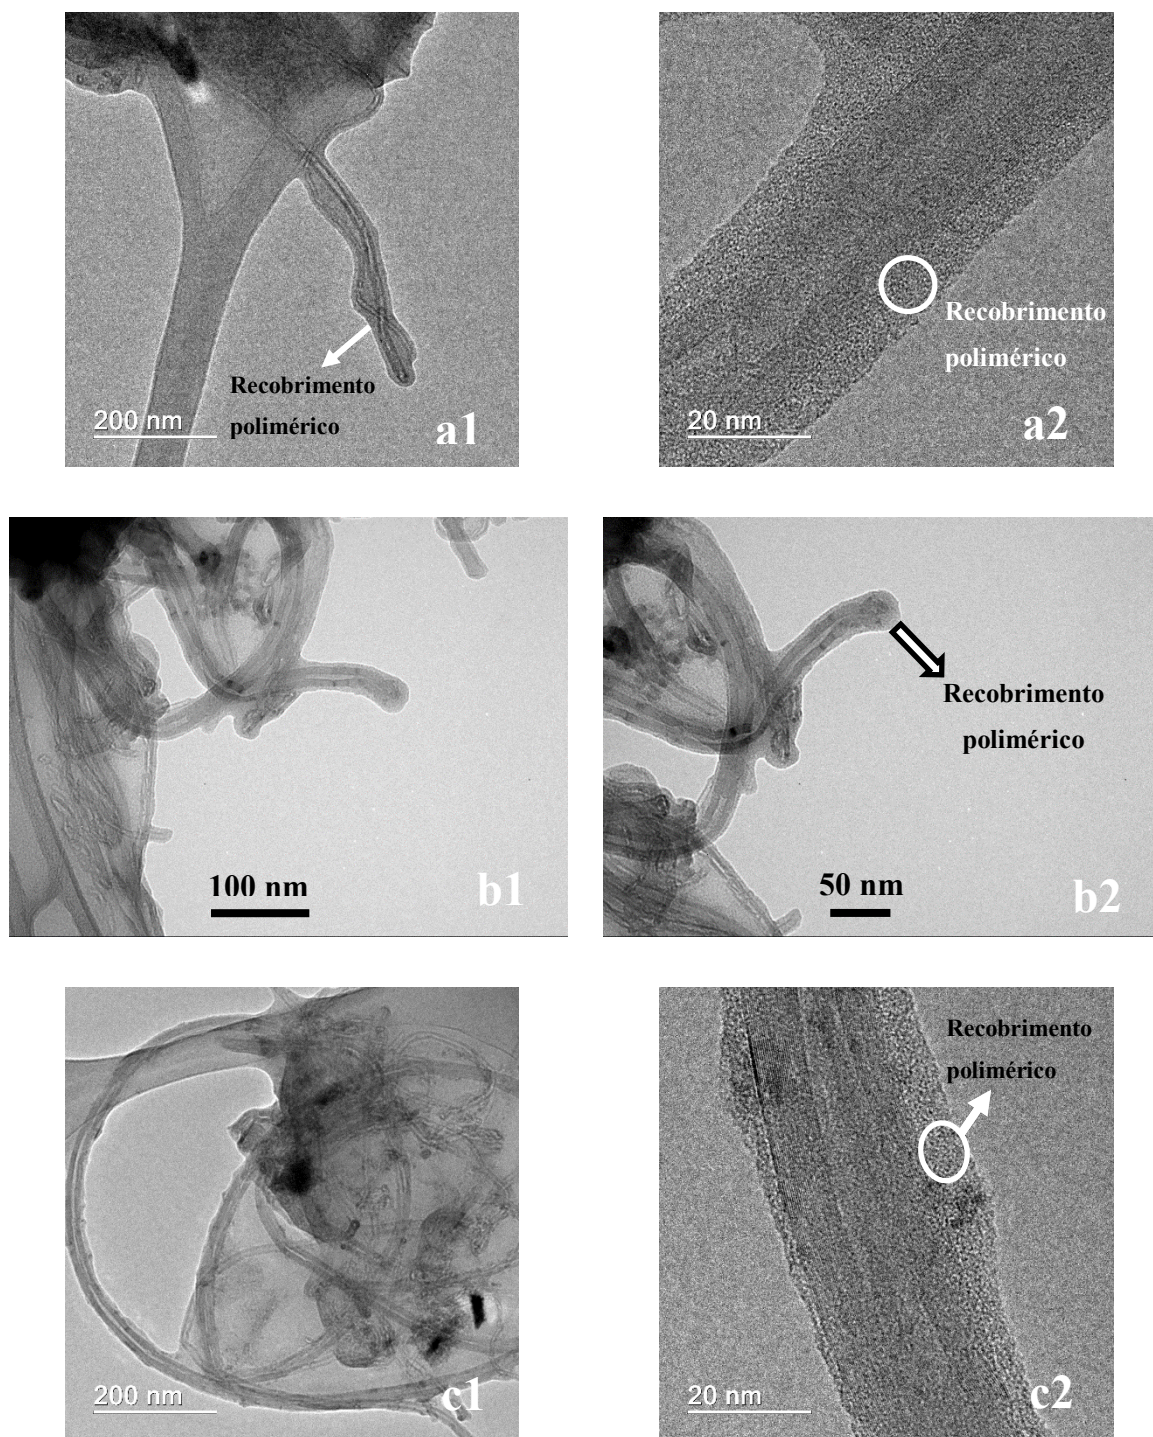 Recobrimento
polimérico
200 nm
a1
Recobrimento
polimérico
20 nm
a2
100 nm
b1
Recobrimento
polimérico
50 nm
b2
200 nm
c1
Recobrimento
polimérico
20 nm
c2